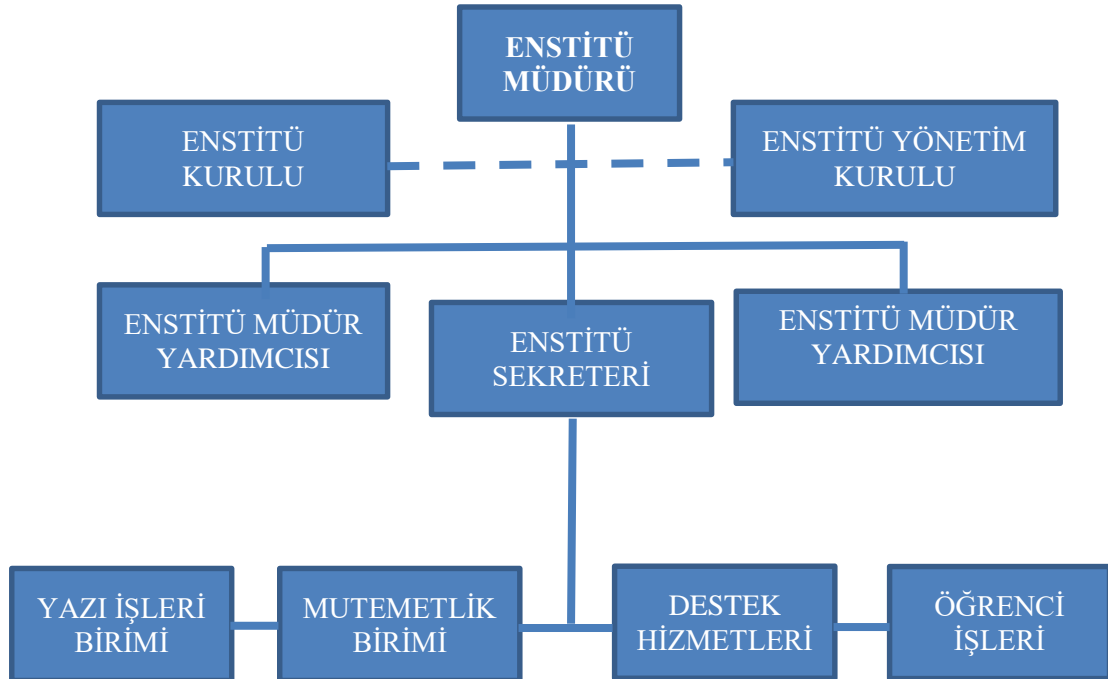 ENSTİTÜ
MÜDÜRÜ
ENSTİTÜ
KURULU
ENSTİTÜ YÖNETİM
KURULU
ENSTİTÜ MÜDÜR
YARDIMCISI
ENSTİTÜ
SEKRETERİ
ENSTİTÜ MÜDÜR
YARDIMCISI
YAZI İŞLERİ
BİRİMİ
MUTEMETLİK
BİRİMİ
DESTEK
HİZMETLERİ
ÖĞRENCİ
İŞLERİ